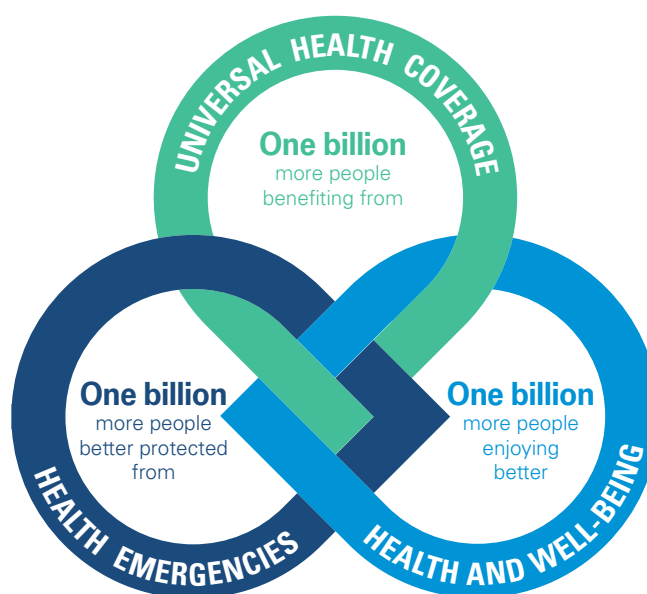 UNIVERSAL HEALTH COVERAGE
One billion
more people
benefiting from
One billion
more people
better protected
from
HEALTH EMERGENCIES
One billion
more people
enjoying
better
HEALTH AND WELL-BEING